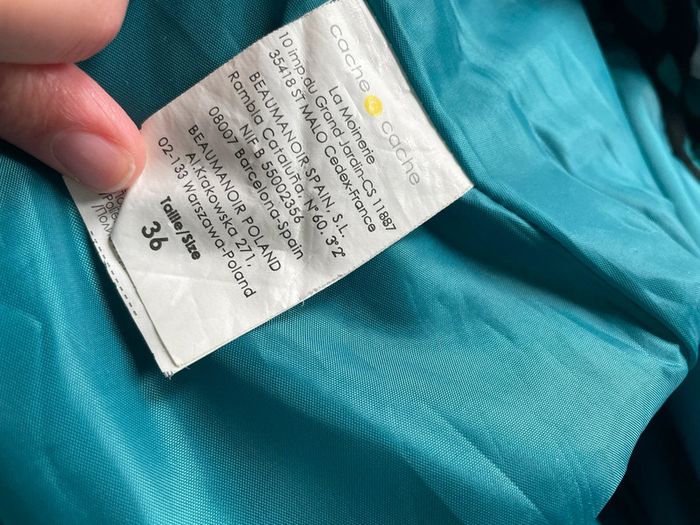 cache cache
La Moinerie
10 imp.du Grand Jardin-CS 11887
35418 ST MALO Cedex-France
BEAUMANOIR SPAIN, S.L.
Rambla Cataluña, N° 60, 3°2ª
NIF B 55002356
08007 Barcelona-Spain
BEAUMANOIR POLAND
Al.Krakowska 271,
02-133 Warszawa-Poland
Taille/Size
36